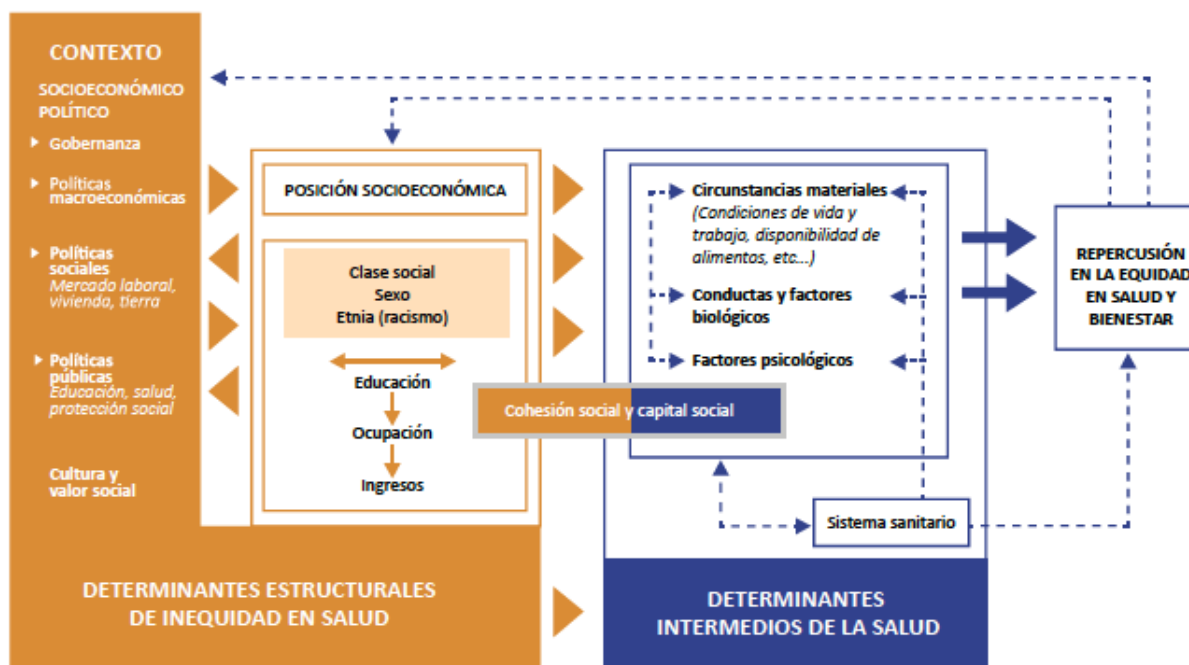 CONTEXTO
SOCIOECONÓMICO
POLÍTICO
Gobernanza
Políticas
macroeconómicas
Políticas
sociales
Mercado laboral,
vivienda, tierra
Políticas
públicas
Educación, salud,
protección social
Cultura y
valor social
POSICIÓN SOCIOECONÓMICA
Clase social
Sexo
Etnia (racismo)
Educación
Ocupación
Ingresos
Cohesión social y capital social
Circunstancias materiales
(Condiciones de vida y
trabajo, disponibilidad de
alimentos, etc...)
Conductas y factores
biológicos
Factores psicológicos
Sistema sanitario
REPERCUSIÓN
EN LA EQUIDAD
EN SALUD Y
BIENESTAR
DETERMINANTES ESTRUCTURALES
DE INEQUIDAD EN SALUD
DETERMINANTES
INTERMEDIOS DE LA SALUD